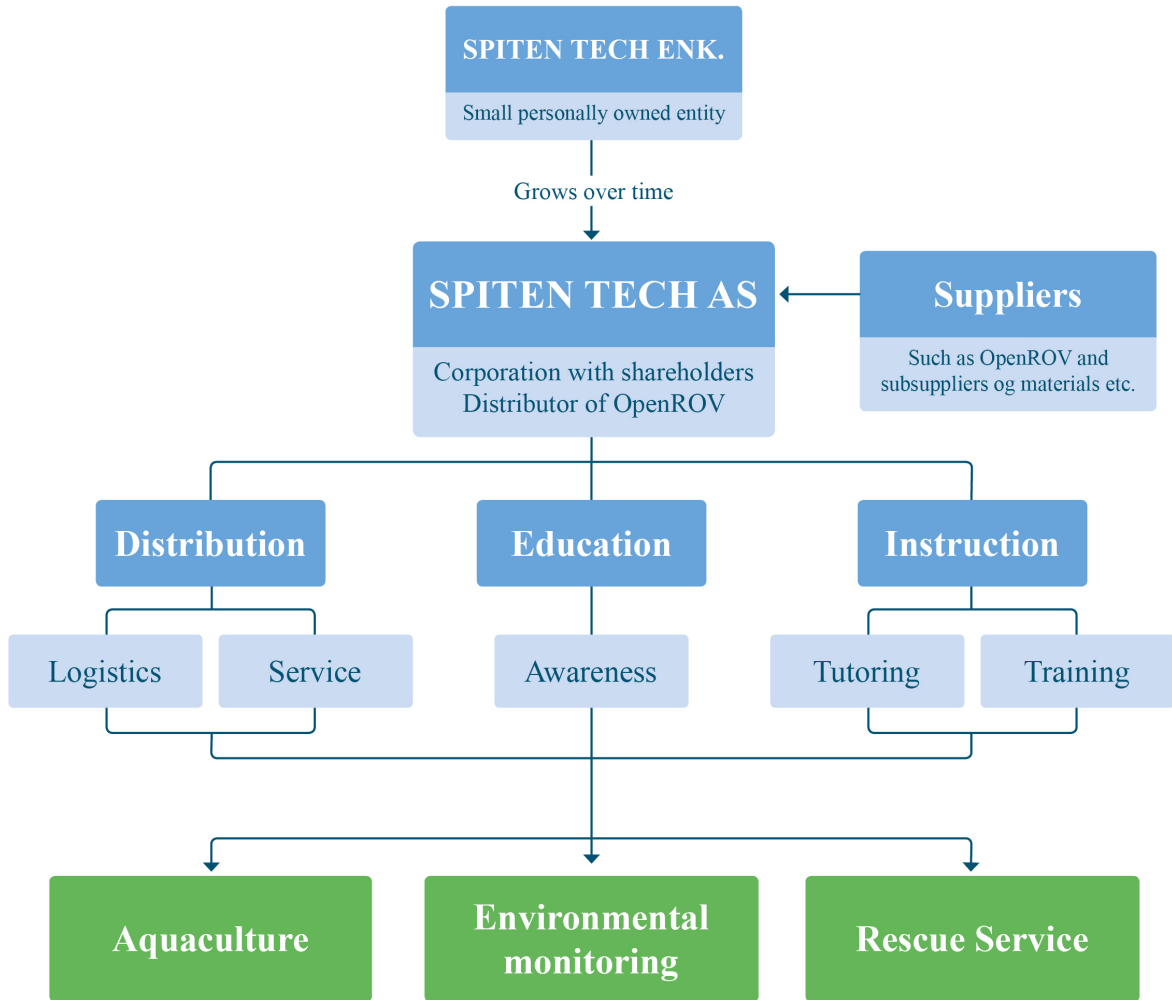 SPITEN TECH ENK.
Small personally owned entity
Grows over time
SPITEN TECH AS
Corporation with shareholders
Distributor of OpenROV
Suppliers
Such as OpenROV and
subsuppliers og materials etc.
Distribution
Education
Instruction
Logistics
Service
Awareness
Tutoring
Training
Aquaculture
Environmental
monitoring
Rescue Service